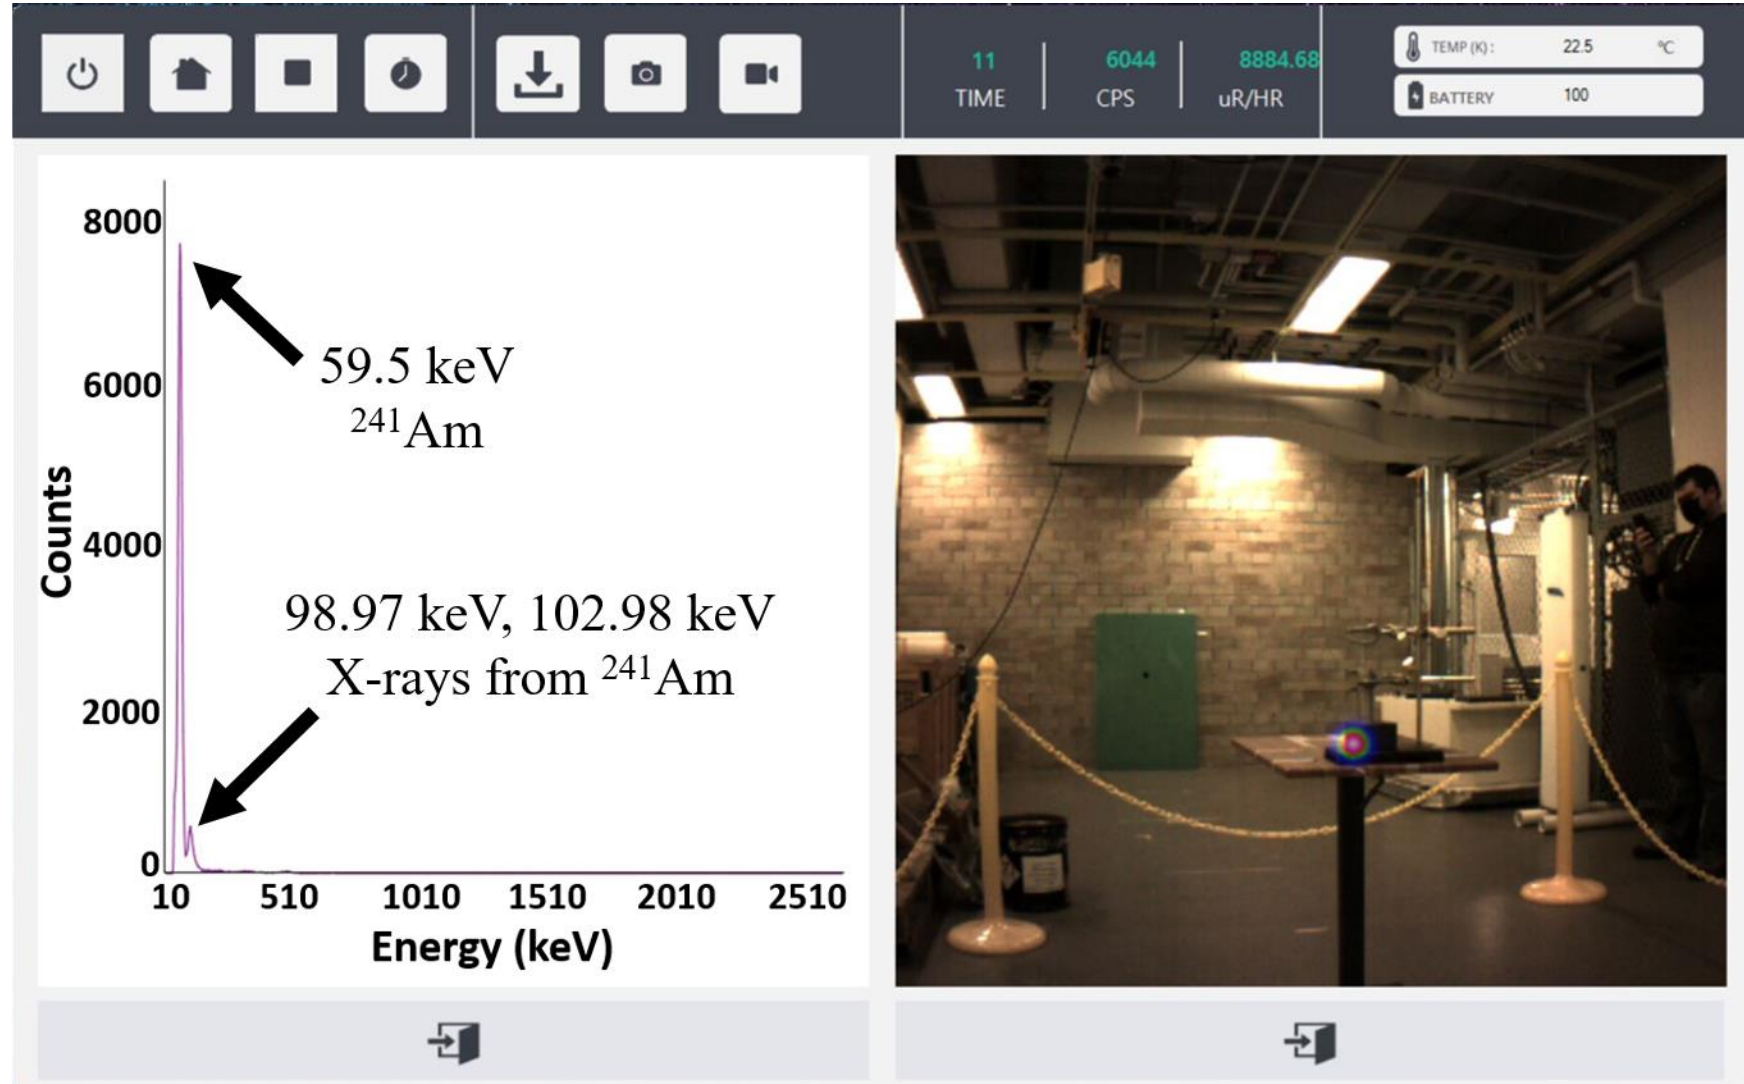 11
TIME
6044
CPS
8884.68
uR/HR
TEMP (K) : 22.5 °C
BATTERY 100
8000
6000
4000
2000
0
Counts
59.5 keV
²⁴¹Am
98.97 keV, 102.98 keV
X-rays from ²⁴¹Am
10 510 1010 1510 2010 2510
Energy (keV)